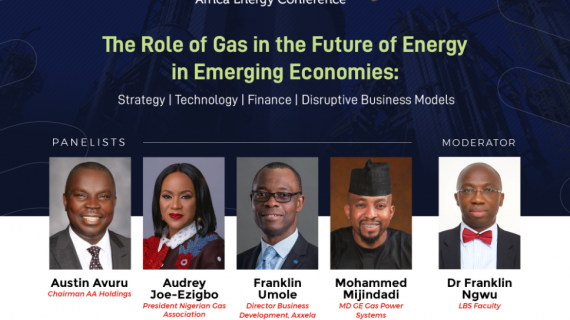 Africa Energy Conference
The Role of Gas in the Future of Energy
in Emerging Economies:
Strategy | Technology | Finance | Disruptive Business Models
PANELISTS
MODERATOR
Austin Avuru
Chairman AA Holdings
Audrey
Joe-Ezigbo
President Nigerian Gas
Association
Franklin
Umole
Director Business
Development, Axxela
Mohammed
Mijindadi
MD GE Gas Power
Systems
Dr Franklin
Ngwu
LBS Faculty